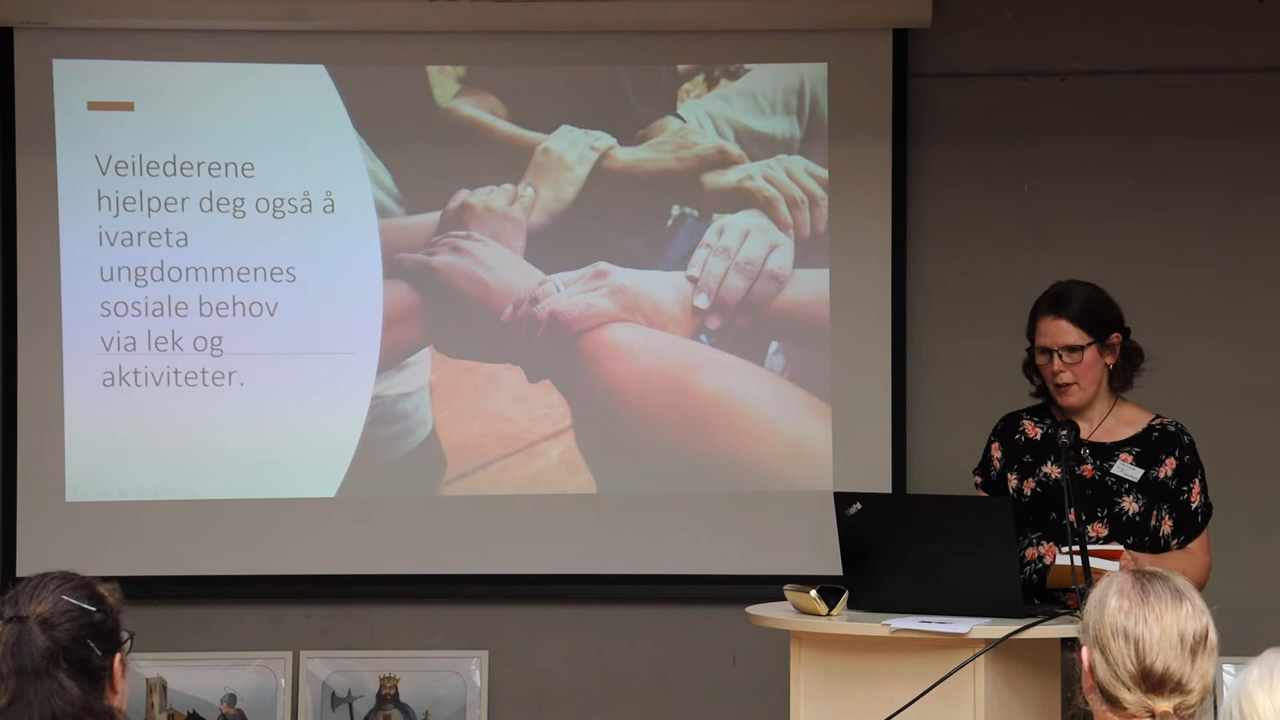 Veilederene
hjelper deg også å
ivareta
ungdommenes
sosiale behov
via lek og
aktiviteter.